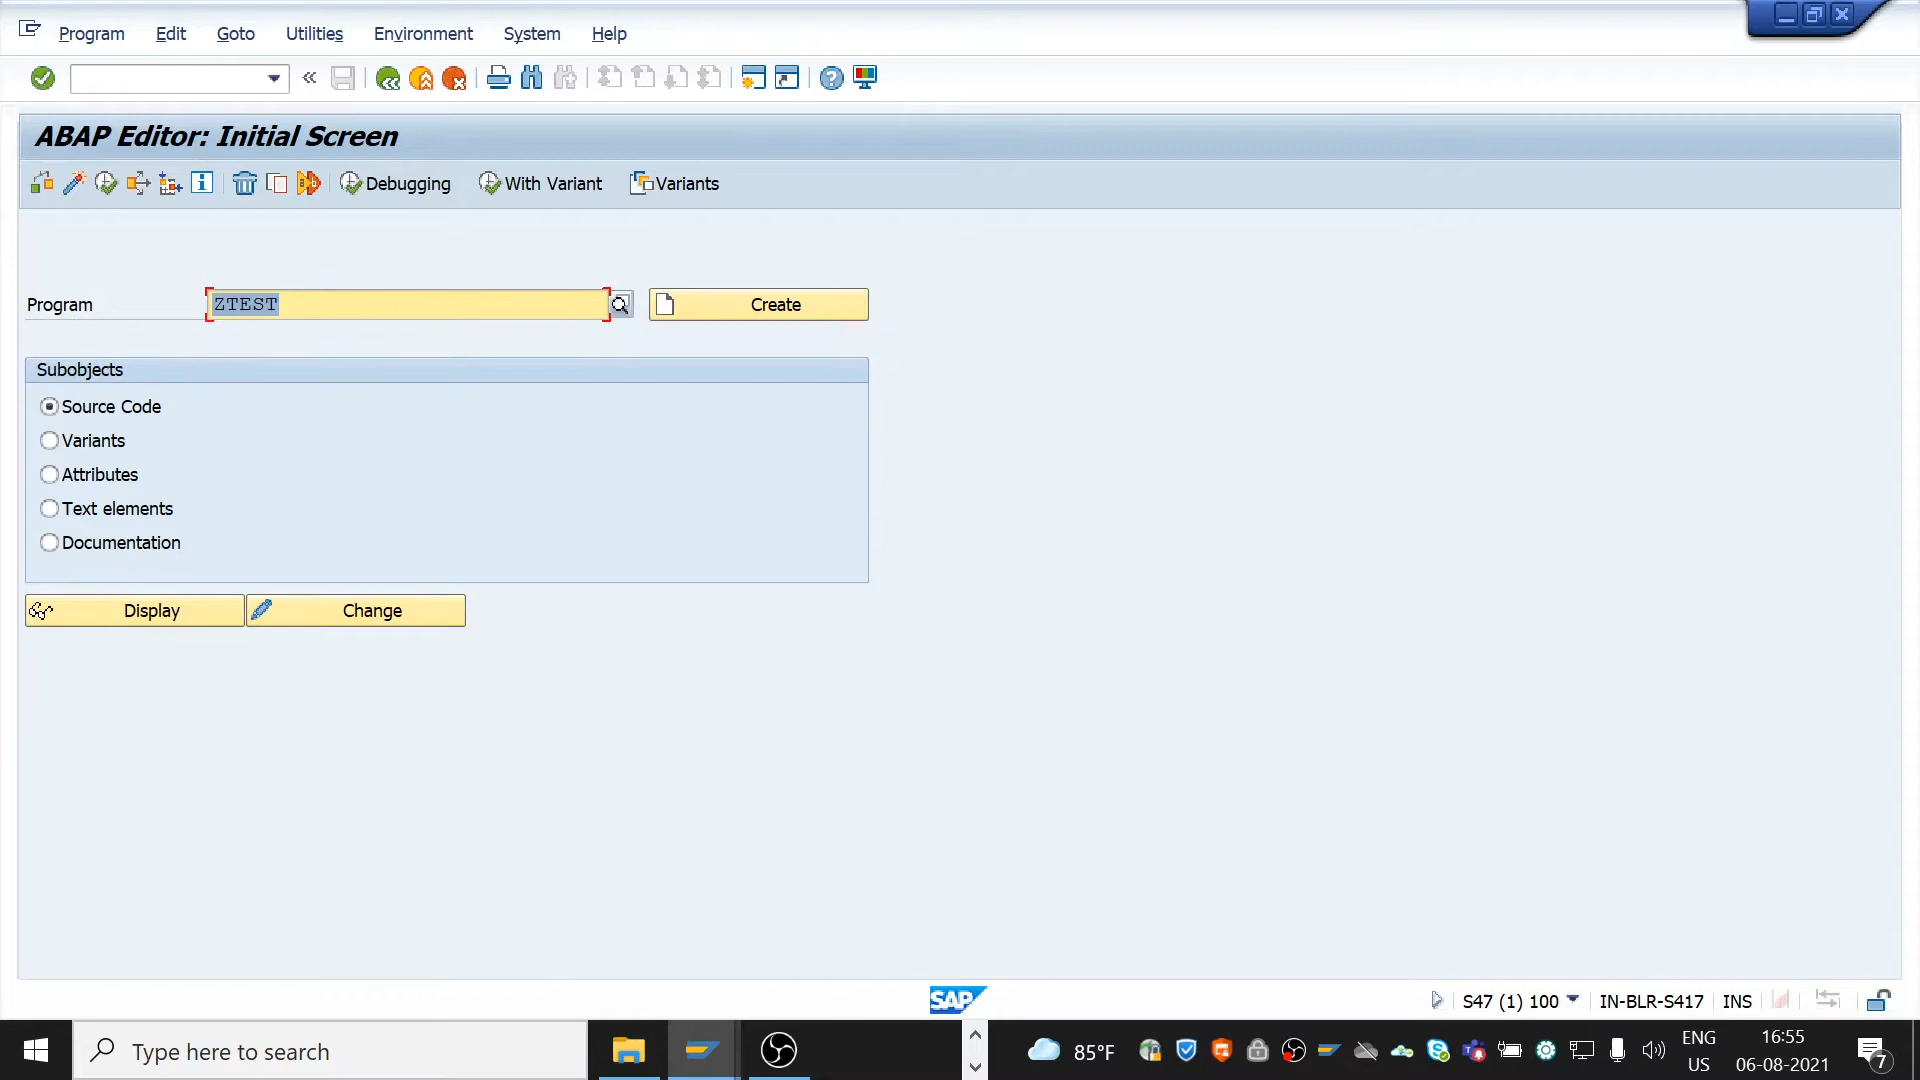 Program Edit Goto Utilities Environment System Help
ABAP Editor: Initial Screen
Debugging With Variant Variants
Program ZTEST Create
Subobjects
Source Code
Variants
Attributes
Text elements
Documentation
Display Change
SAP S47 (1) 100 IN-BLR-S417 INS
Type here to search 85°F ENG US 16:55 06-08-2021 7